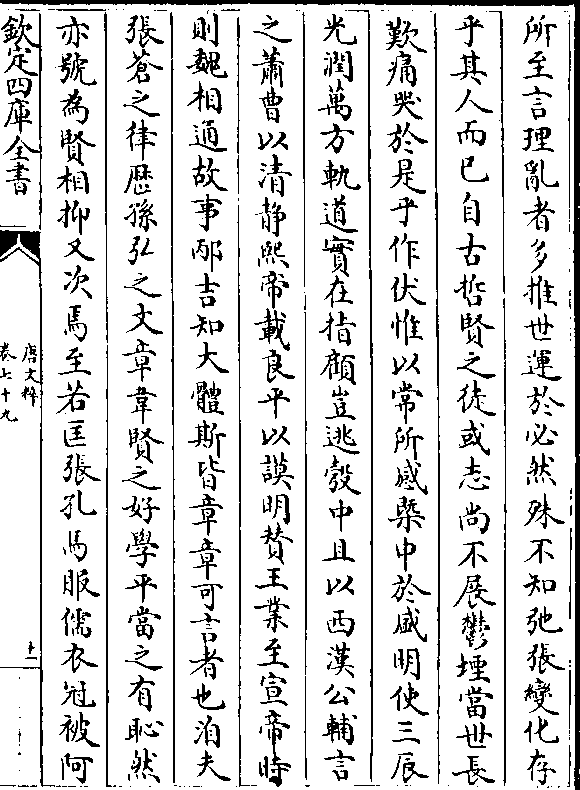 所至言理亂者多推世運於必然殊不知弛張變化存
乎其人而已自古哲賢之徒或志尚不展鬱堙當世長
歎痛哭於是乎作伏惟以常所感槩中於盛明使三辰
光潤萬方軌道實在指顧豈逃彀中且以西漢公輔言
之蕭曹以清静熙帝載良平以謨明賛王業至宣帝時
則魏相通故事邴吉知大體斯皆章章可言者也洎夫
張蒼之律歴孫弘之文章韋賢之好學平當之有恥然
亦號為賢相抑又次焉至若匡張孔馬服儒衣冠被阿
欽定四庫全書
唐文粹
卷七十九
十一